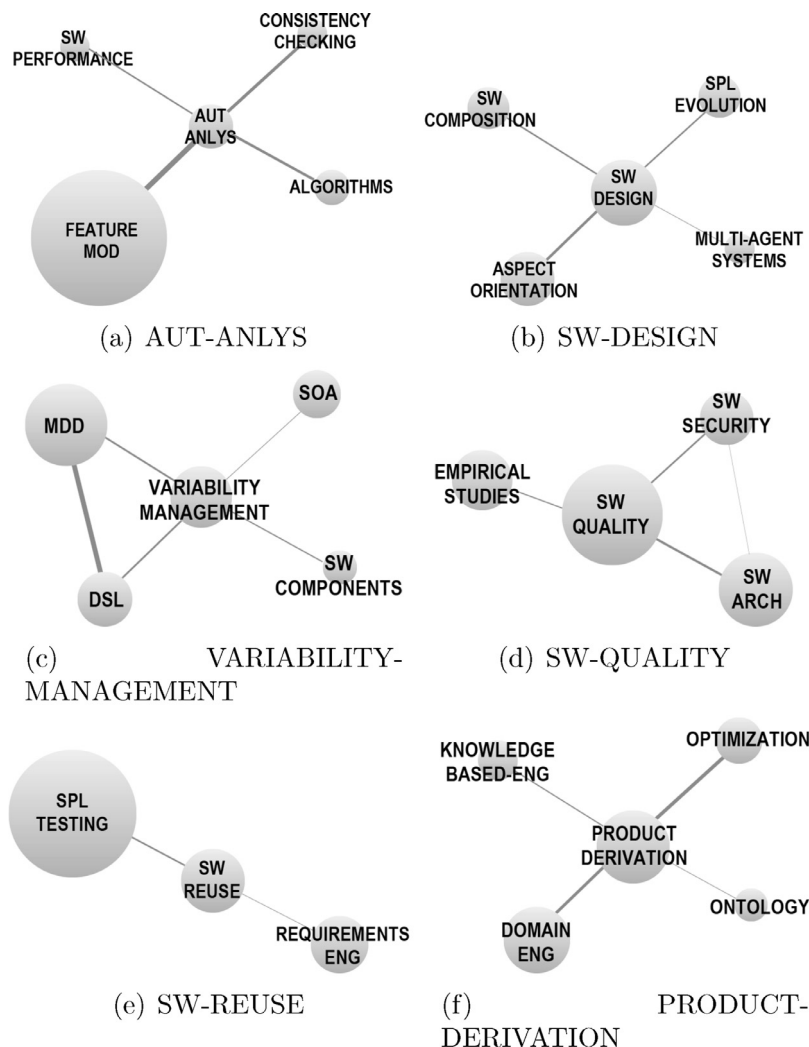 SW
PERFORMANCE
CONSISTENCY
CHECKING
AUT
ANLYS
ALGORITHMS
FEATURE
MOD
(a) AUT-ANLYS
SW
COMPOSITION
SPL
EVOLUTION
SW
DESIGN
MULTI-AGENT
SYSTEMS
ASPECT
ORIENTATION
(b) SW-DESIGN
MDD
SOA
VARIABILITY
MANAGEMENT
DSL
SW
COMPONENTS
(c) VARIABILITY-
MANAGEMENT
SW
SECURITY
EMPIRICAL
STUDIES
SW
QUALITY
SW
ARCH
(d) SW-QUALITY
SPL
TESTING
SW
REUSE
REQUIREMENTS
ENG
(e) SW-REUSE
KNOWLEDGE
BASED-ENG
OPTIMIZATION
PRODUCT
DERIVATION
ONTOLOGY
DOMAIN
ENG
(f) PRODUCT-
DERIVATION